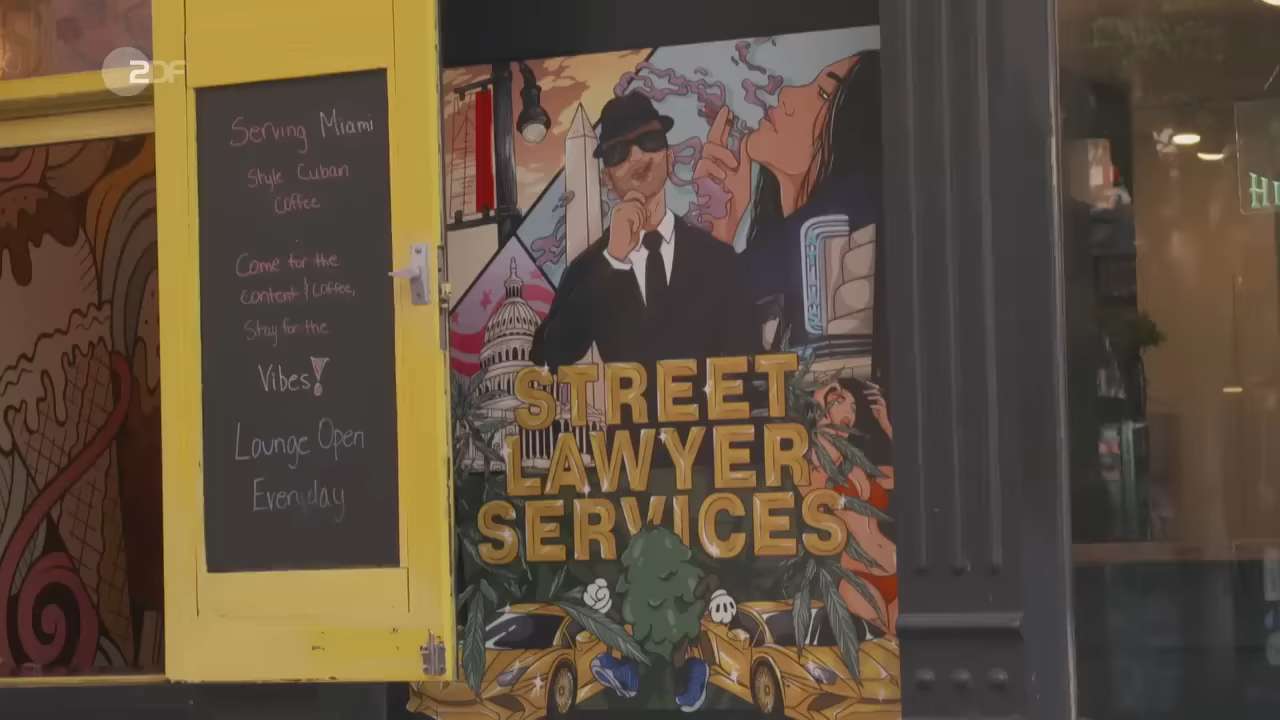 2DF
Serving Miami
Style Cuban
Coffee
Come for the
content & Coffee,
Stay for the
Vibes!
Lounge Open
Everyday
STREET
LAWYER
SERVICES